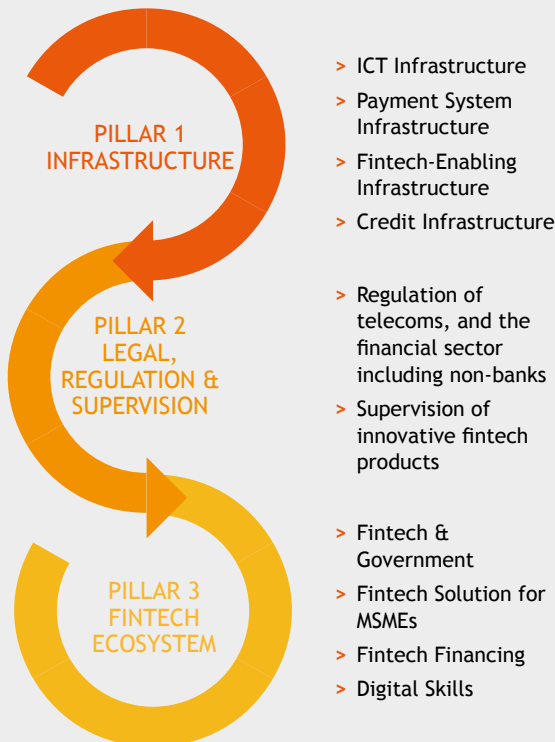 PILLAR 1
INFRASTRUCTURE
> ICT Infrastructure
> Payment System
Infrastructure
> Fintech-Enabling
Infrastructure
> Credit Infrastructure
PILLAR 2
LEGAL,
REGULATION &
SUPERVISION
> Regulation of
telecoms, and the
financial sector
including non-banks
> Supervision of
innovative fintech
products
PILLAR 3
FINTECH
ECOSYSTEM
> Fintech &
Government
> Fintech Solution for
MSMEs
> Fintech Financing
> Digital Skills